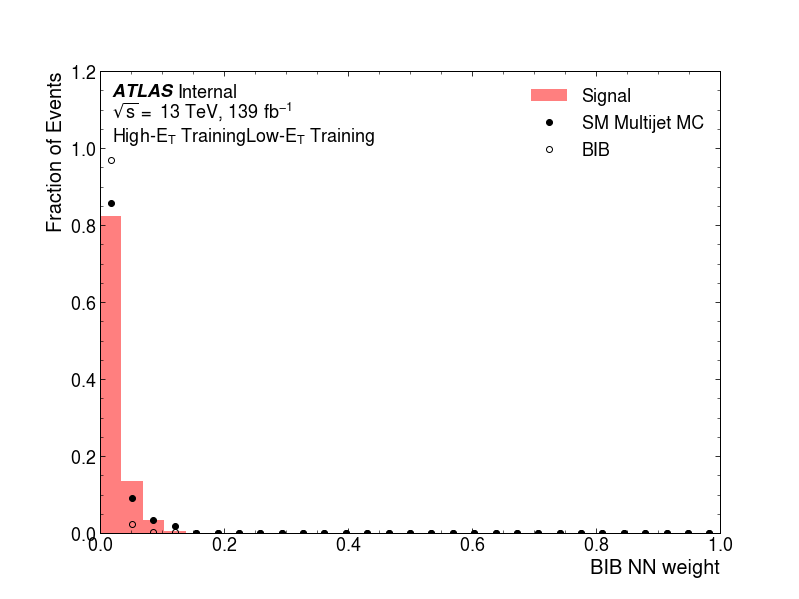 ATLAS Internal
√s = 13 TeV, 139 fb⁻¹
High-E_T TrainingLow-E_T Training
Signal
SM Multijet MC
BIB
Fraction of Events
1.2
1.0
0.8
0.6
0.4
0.2
0.0
0.0 0.2 0.4 0.6 0.8 1.0
BIB NN weight